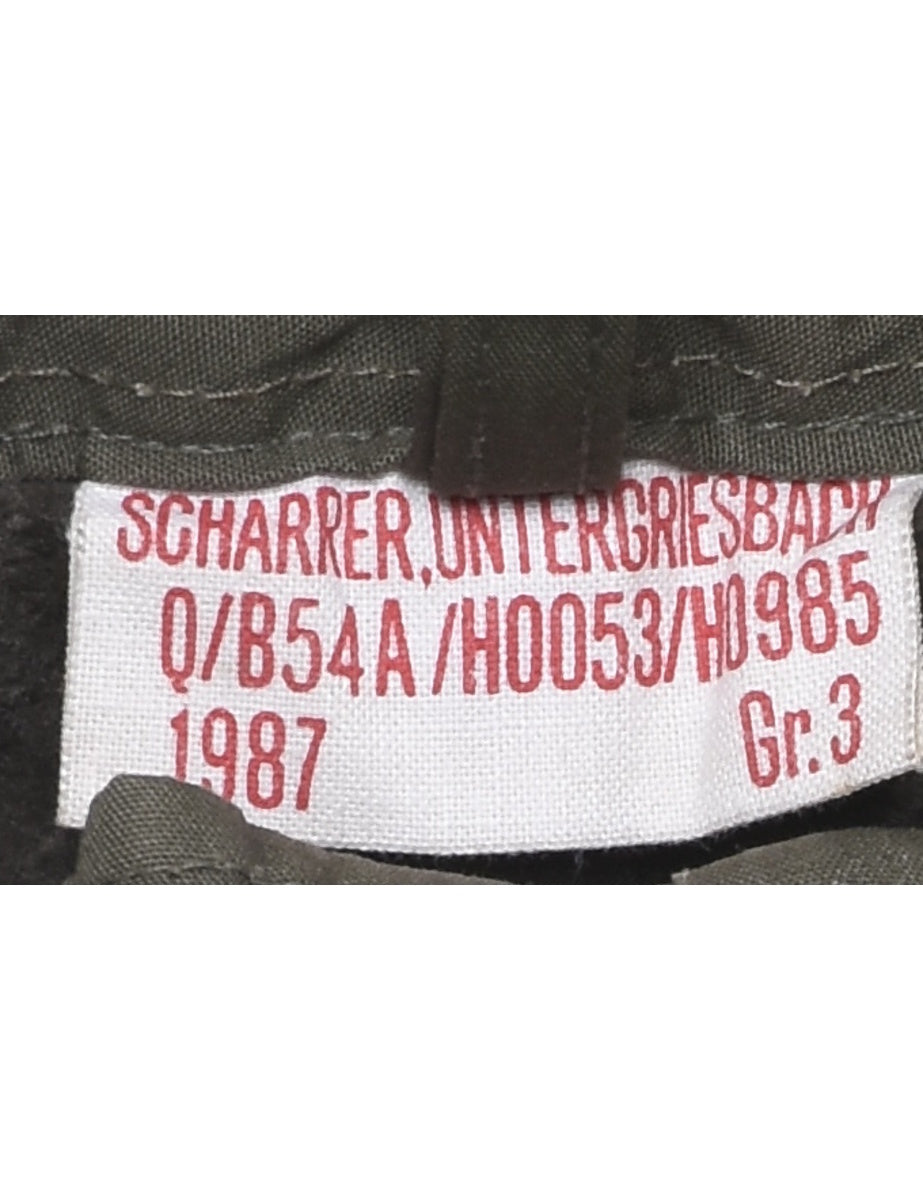 SCHARRER,UNTERGRIESBACH
Q/B54A/H0053/H0985
1987 Gr.3